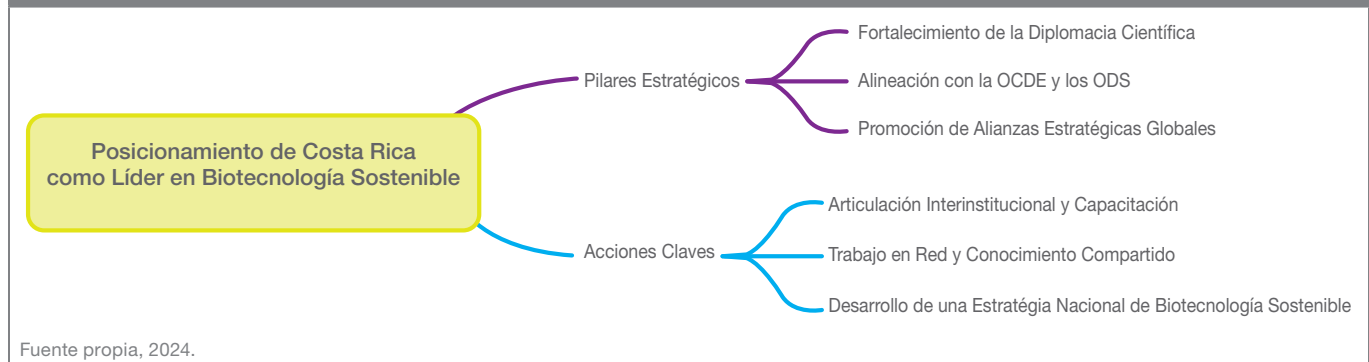 Posicionamiento de Costa Rica
como Líder en Biotecnología Sostenible
Pilares Estratégicos
Fortalecimiento de la Diplomacia Científica
Alineación con la OCDE y los ODS
Promoción de Alianzas Estratégicas Globales
Acciones Claves
Articulación Interinstitucional y Capacitación
Trabajo en Red y Conocimiento Compartido
Desarrollo de una Estratégia Nacional de Biotecnología Sostenible
Fuente propia, 2024.